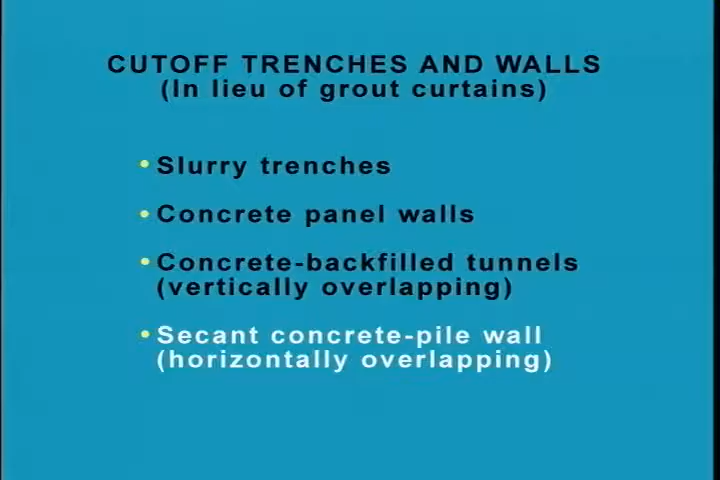 CUTOFF TRENCHES AND WALLS
(In lieu of grout curtains)
• Slurry trenches
• Concrete panel walls
• Concrete-backfilled tunnels
(vertically overlapping)
• Secant concrete-pile wall
(horizontally overlapping)